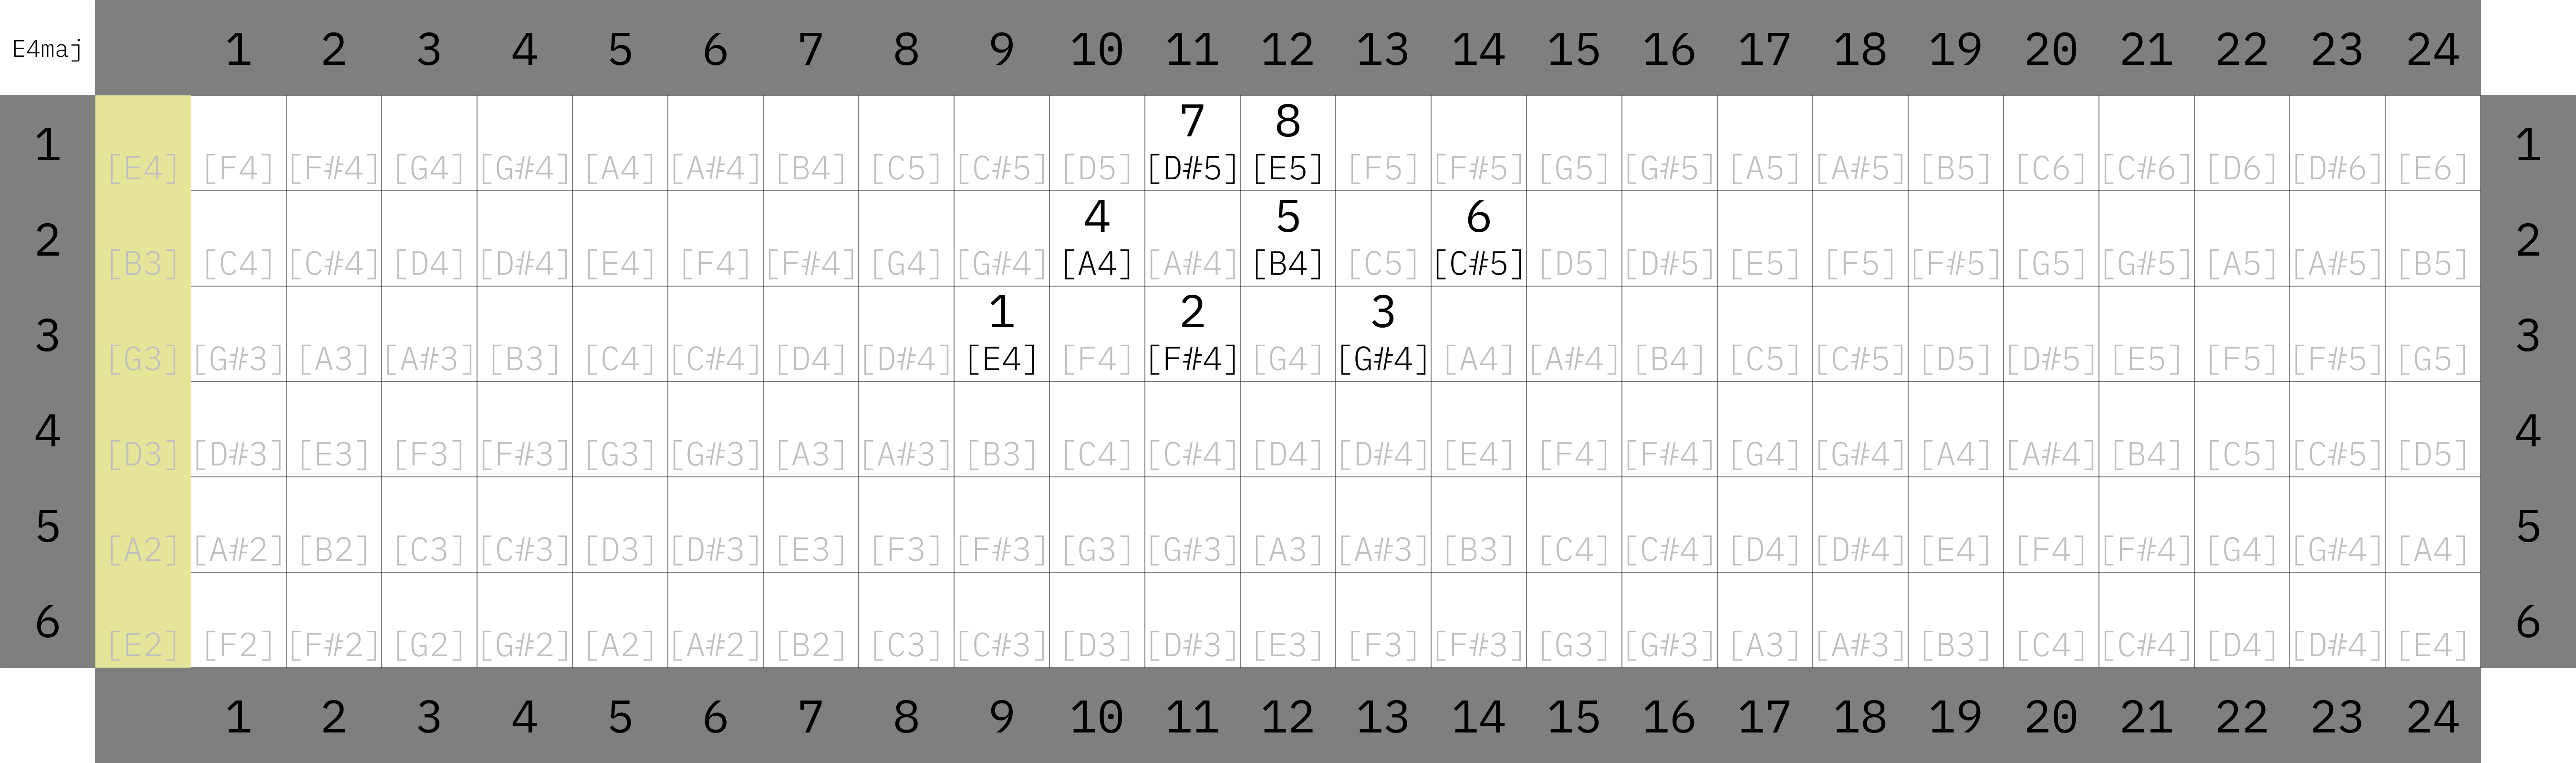 E4maj 1 2 3 4 5 6 7 8 9 10 11 12 13 14 15 16 17 18 19 20 21 22 23 24
7 8
1 [E4] [F4] [F#4] [G4] [G#4] [A4] [A#4] [B4] [C5] [C#5] [D5] [D#5] [E5] [F5] [F#5] [G5] [G#5] [A5] [A#5] [B5] [C6] [C#6] [D6] [D#6] [E6] 1
4 5 6
2 [B3] [C4] [C#4] [D4] [D#4] [E4] [F4] [F#4] [G4] [G#4] [A4] [A#4] [B4] [C5] [C#5] [D5] [D#5] [E5] [F5] [F#5] [G5] [G#5] [A5] [A#5] [B5] 2
1 2 3
3 [G3] [G#3] [A3] [A#3] [B3] [C4] [C#4] [D4] [D#4] [E4] [F4] [F#4] [G4] [G#4] [A4] [A#4] [B4] [C5] [C#5] [D5] [D#5] [E5] [F5] [F#5] [G5] 3
4 [D3] [D#3] [E3] [F3] [F#3] [G3] [G#3] [A3] [A#3] [B3] [C4] [C#4] [D4] [D#4] [E4] [F4] [F#4] [G4] [G#4] [A4] [A#4] [B4] [C5] [C#5] [D5] 4
5 [A2] [A#2] [B2] [C3] [C#3] [D3] [D#3] [E3] [F3] [F#3] [G3] [G#3] [A3] [A#3] [B3] [C4] [C#4] [D4] [D#4] [E4] [F4] [F#4] [G4] [G#4] [A4] 5
6 [E2] [F2] [F#2] [G2] [G#2] [A2] [A#2] [B2] [C3] [C#3] [D3] [D#3] [E3] [F3] [F#3] [G3] [G#3] [A3] [A#3] [B3] [C4] [C#4] [D4] [D#4] [E4] 6
1 2 3 4 5 6 7 8 9 10 11 12 13 14 15 16 17 18 19 20 21 22 23 24